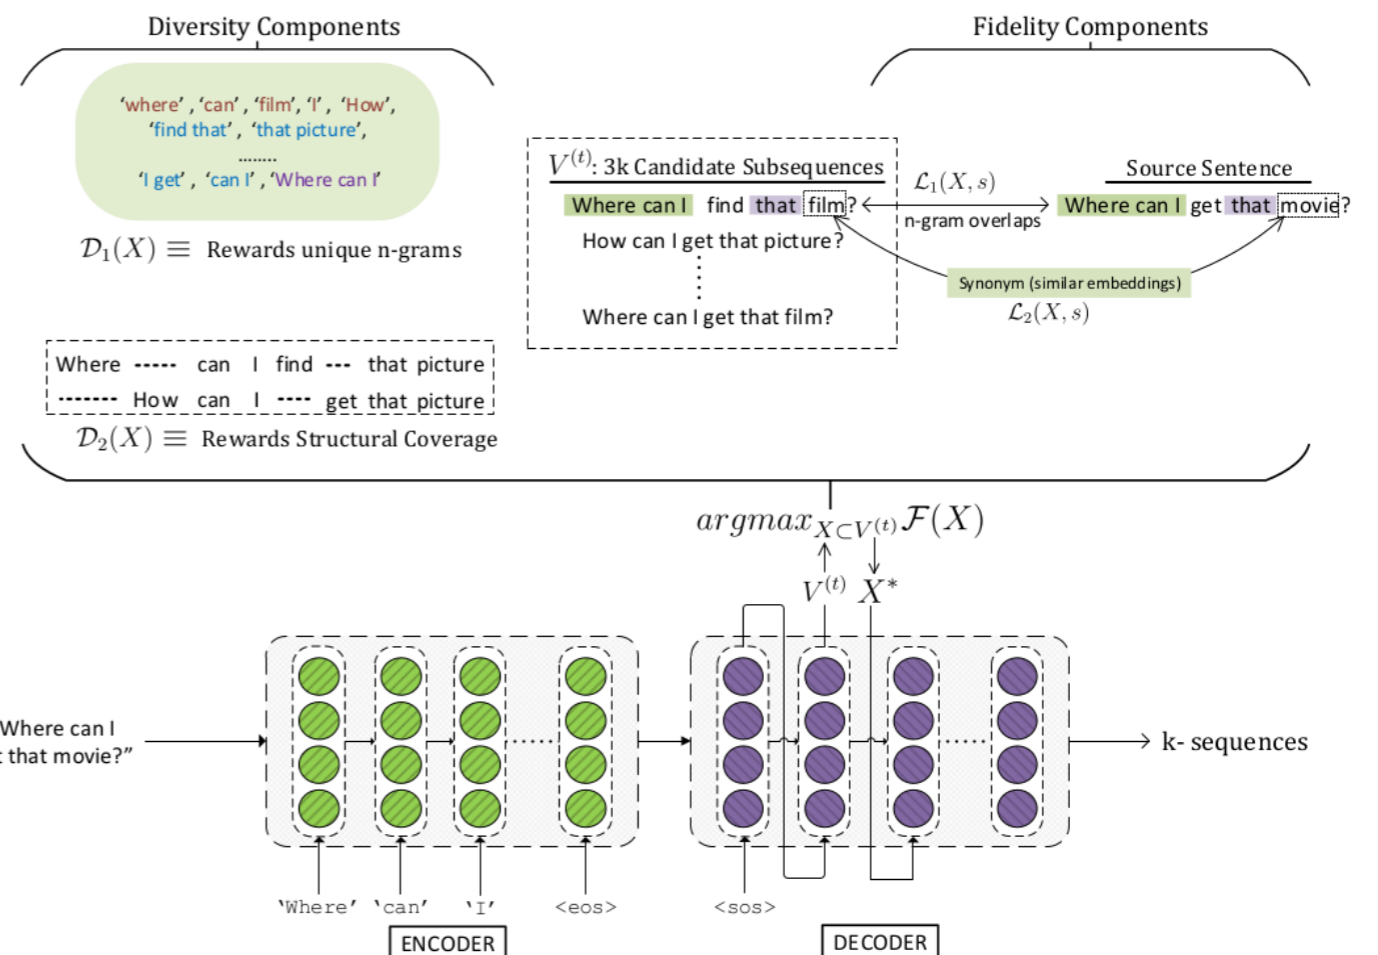 Diversity Components
Fidelity Components
‘where’ , ‘can’ , ‘film’, ‘I’ , ‘How’,
‘find that’ , ‘that picture’,
........
‘I get’ , ‘can I’ , ‘Where can I’
𝒟₁(X) ≡ Rewards unique n-grams
Where ----- can I find --- that picture
------- How can I ---- get that picture
𝒟₂(X) ≡ Rewards Structural Coverage
V⁽ᵗ⁾: 3k Candidate Subsequences
Where can I find that film?
How can I get that picture?
Where can I get that film?
ℒ₁(X, s)
n-gram overlaps
Source Sentence
Where can I get that movie?
Synonym (similar embeddings)
ℒ₂(X, s)
argmax X⊂V⁽ᵗ⁾ ℱ(X)
V⁽ᵗ⁾ X*
Where can I
that movie?”
k- sequences
‘Where’ ‘can’ ‘I’ <eos>
<sos>
ENCODER
DECODER